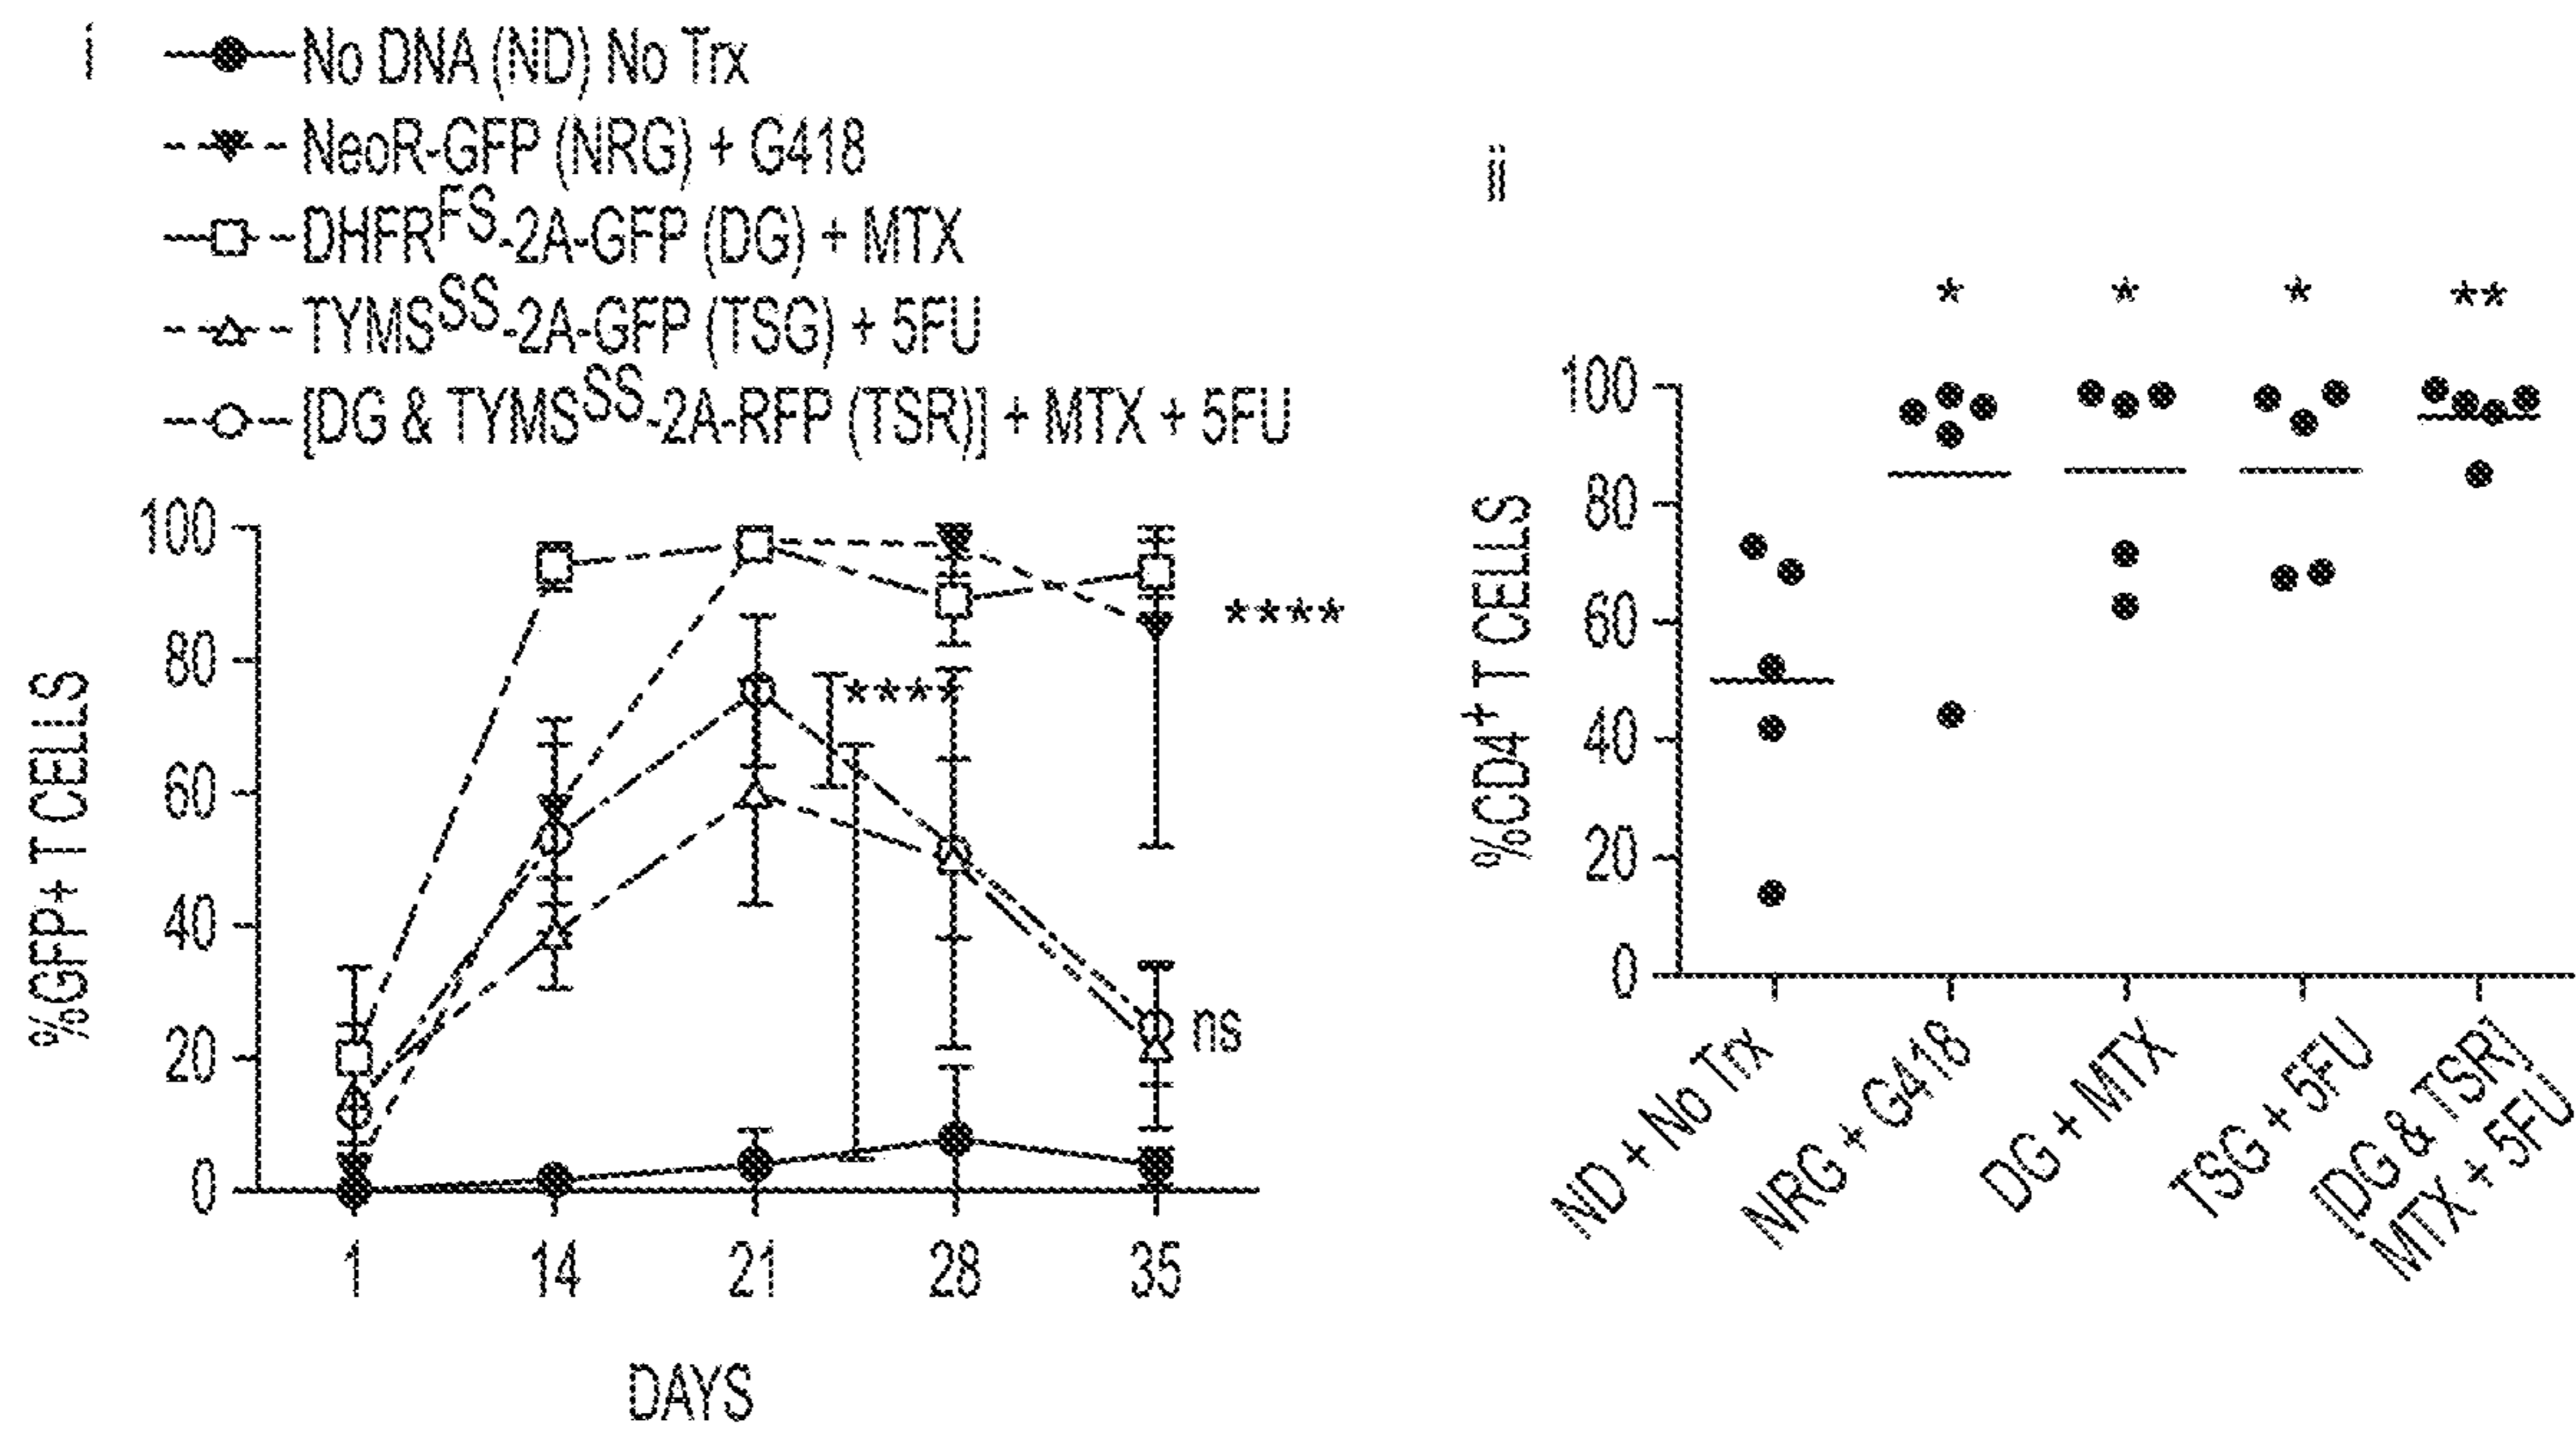 i
No DNA (ND) No Trx
NeoR-GFP (NRG) + G418
DHFR^FS-2A-GFP (DG) + MTX
TYMS^SS-2A-GFP (TSG) + 5FU
[DG & TYMS^SS-2A-RFP (TSR)] + MTX + 5FU
%GFP+ T CELLS
100
80
60
40
20
0
****
****
ns
1 14 21 28 35
DAYS
ii
* * * **
%CD4+ T CELLS
100
80
60
40
20
0
ND + No Trx
NRG + G418
DG + MTX
TSG + 5FU
[DG & TSR]
MTX + 5FU